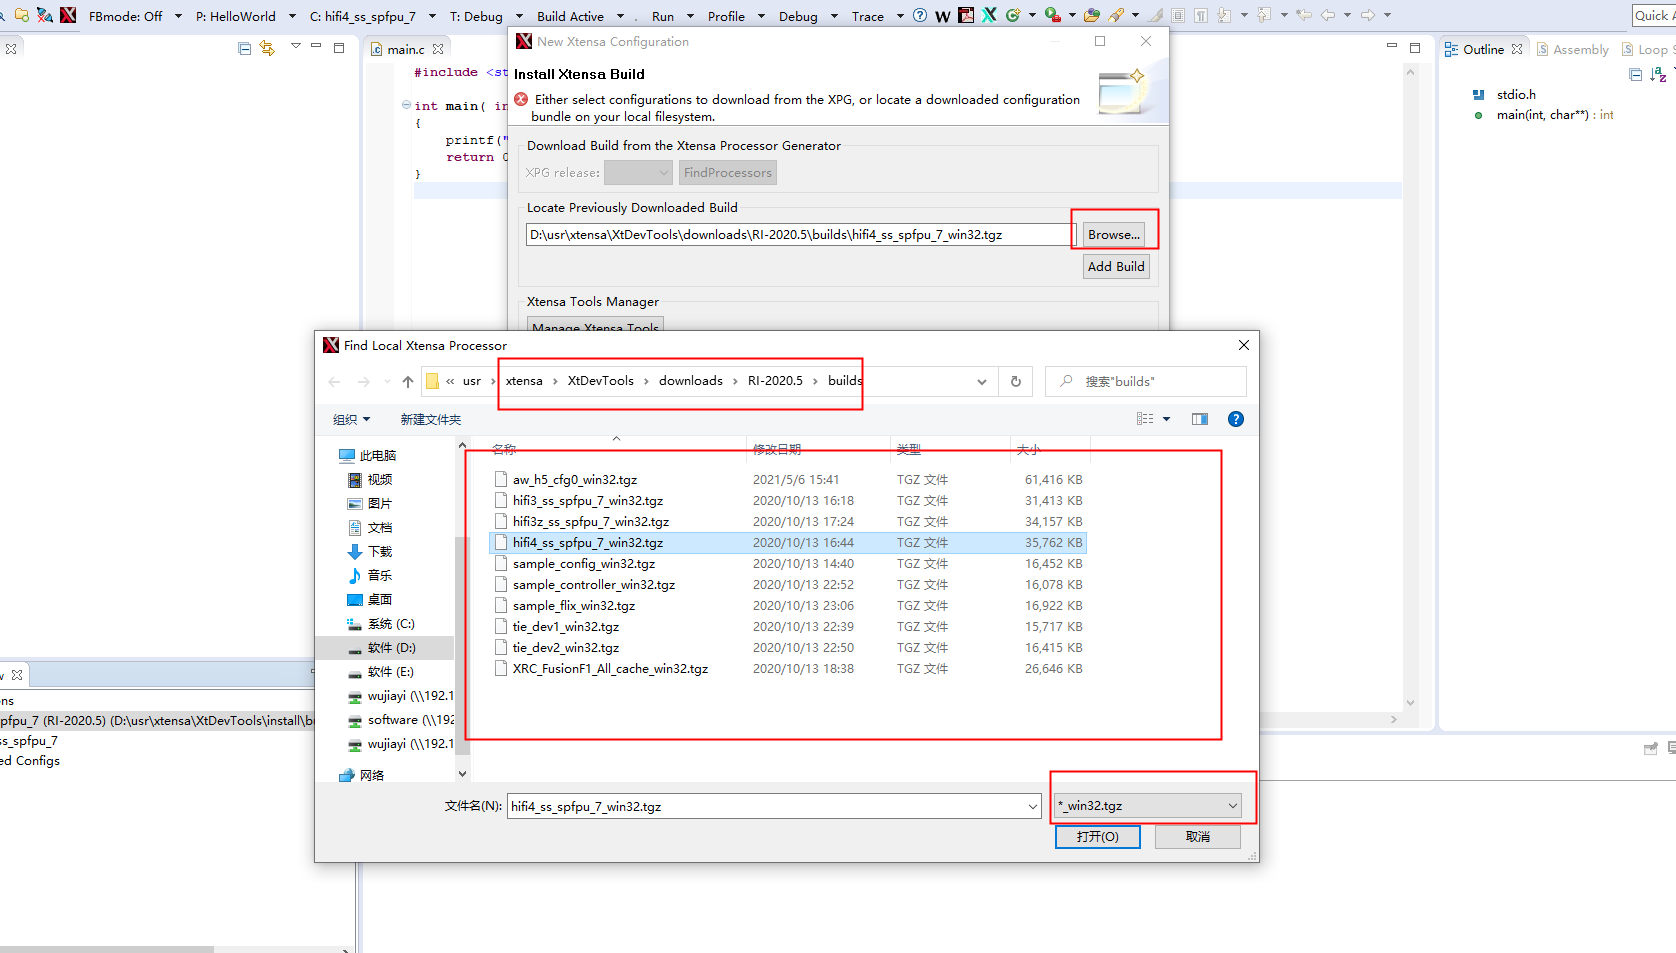 FBmode: Off P: HelloWorld C: hifi4_ss_spfpu_7 T: Debug Build Active Run Profile Debug Trace W Quick A
main.c
New Xtensa Configuration
Outline Assembly Loop S
#include <st
Install Xtensa Build
Either select configurations to download from the XPG, or locate a downloaded configuration
bundle on your local filesystem.
stdio.h
main(int, char**) : int
int main( in
{
printf("
return 0
}
Download Build from the Xtensa Processor Generator
XPG release: FindProcessors
Locate Previously Downloaded Build
D:\usr\xtensa\XtDevTools\downloads\RI-2020.5\builds\hifi4_ss_spfpu_7_win32.tgz Browse...
Add Build
Xtensa Tools Manager
Manage Xtensa Tools
Find Local Xtensa Processor
« usr › xtensa › XtDevTools › downloads › RI-2020.5 › builds 搜索"builds"
组织 新建文件夹
名称 修改日期 类型 大小
此电脑
视频
图片
文档
下载
音乐
桌面
系统 (C:)
软件 (D:)
软件 (E:)
wujiayi (\\192.1
software (\\192
wujiayi (\\192.1
网络
aw_h5_cfg0_win32.tgz 2021/5/6 15:41 TGZ 文件 61,416 KB
hifi3_ss_spfpu_7_win32.tgz 2020/10/13 16:18 TGZ 文件 31,413 KB
hifi3z_ss_spfpu_7_win32.tgz 2020/10/13 17:24 TGZ 文件 34,157 KB
hifi4_ss_spfpu_7_win32.tgz 2020/10/13 16:44 TGZ 文件 35,762 KB
sample_config_win32.tgz 2020/10/13 14:40 TGZ 文件 16,452 KB
sample_controller_win32.tgz 2020/10/13 22:52 TGZ 文件 16,078 KB
sample_flix_win32.tgz 2020/10/13 23:06 TGZ 文件 16,922 KB
tie_dev1_win32.tgz 2020/10/13 22:39 TGZ 文件 15,717 KB
tie_dev2_win32.tgz 2020/10/13 22:50 TGZ 文件 16,415 KB
XRC_FusionF1_All_cache_win32.tgz 2020/10/13 18:38 TGZ 文件 26,646 KB
文件名(N): hifi4_ss_spfpu_7_win32.tgz *_win32.tgz
打开(O) 取消
w
ns
pfpu_7 (RI-2020.5) (D:\usr\xtensa\XtDevTools\install\bu
ss_spfpu_7
ed Configs